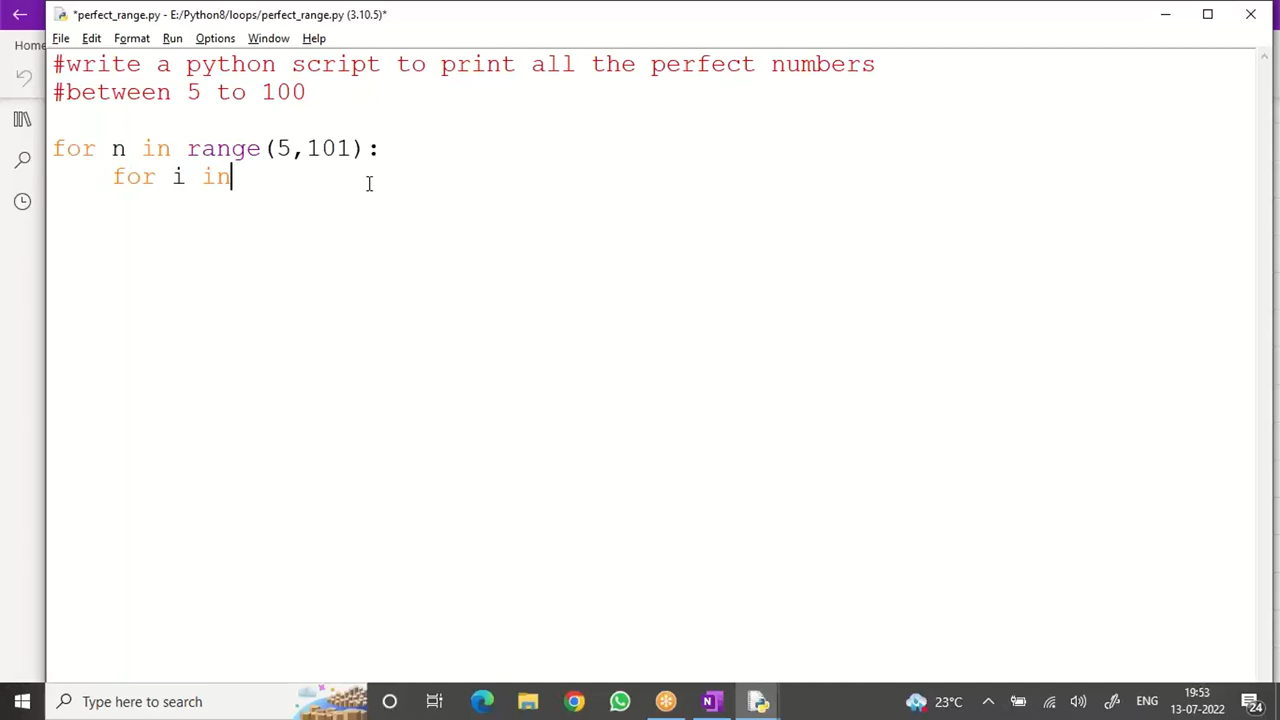 *perfect_range.py - E:/Python8/loops/perfect_range.py (3.10.5)*
Home
File Edit Format Run Options Window Help
#write a python script to print all the perfect numbers
#between 5 to 100
for n in range(5,101):
for i in
Type here to search
N
23°C
ENG
19:53
13-07-2022
24